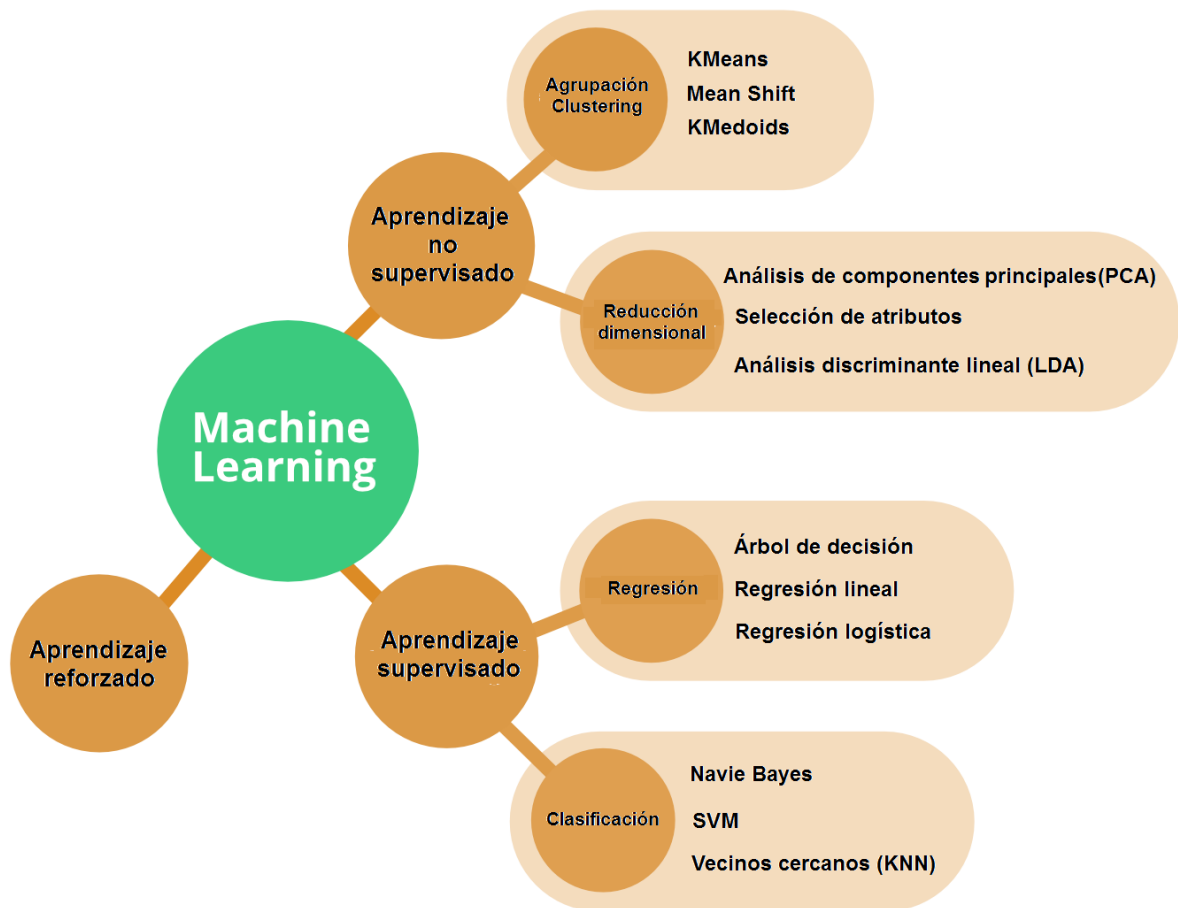 Agrupación
Clustering
KMeans
Mean Shift
KMedoids
Aprendizaje
no
supervisado
Reducción
dimensional
Análisis de componentes principales(PCA)
Selección de atributos
Análisis discriminante lineal (LDA)
Machine
Learning
Regresión
Árbol de decisión
Regresión lineal
Regresión logística
Aprendizaje
reforzado
Aprendizaje
supervisado
Clasificación
Navie Bayes
SVM
Vecinos cercanos (KNN)